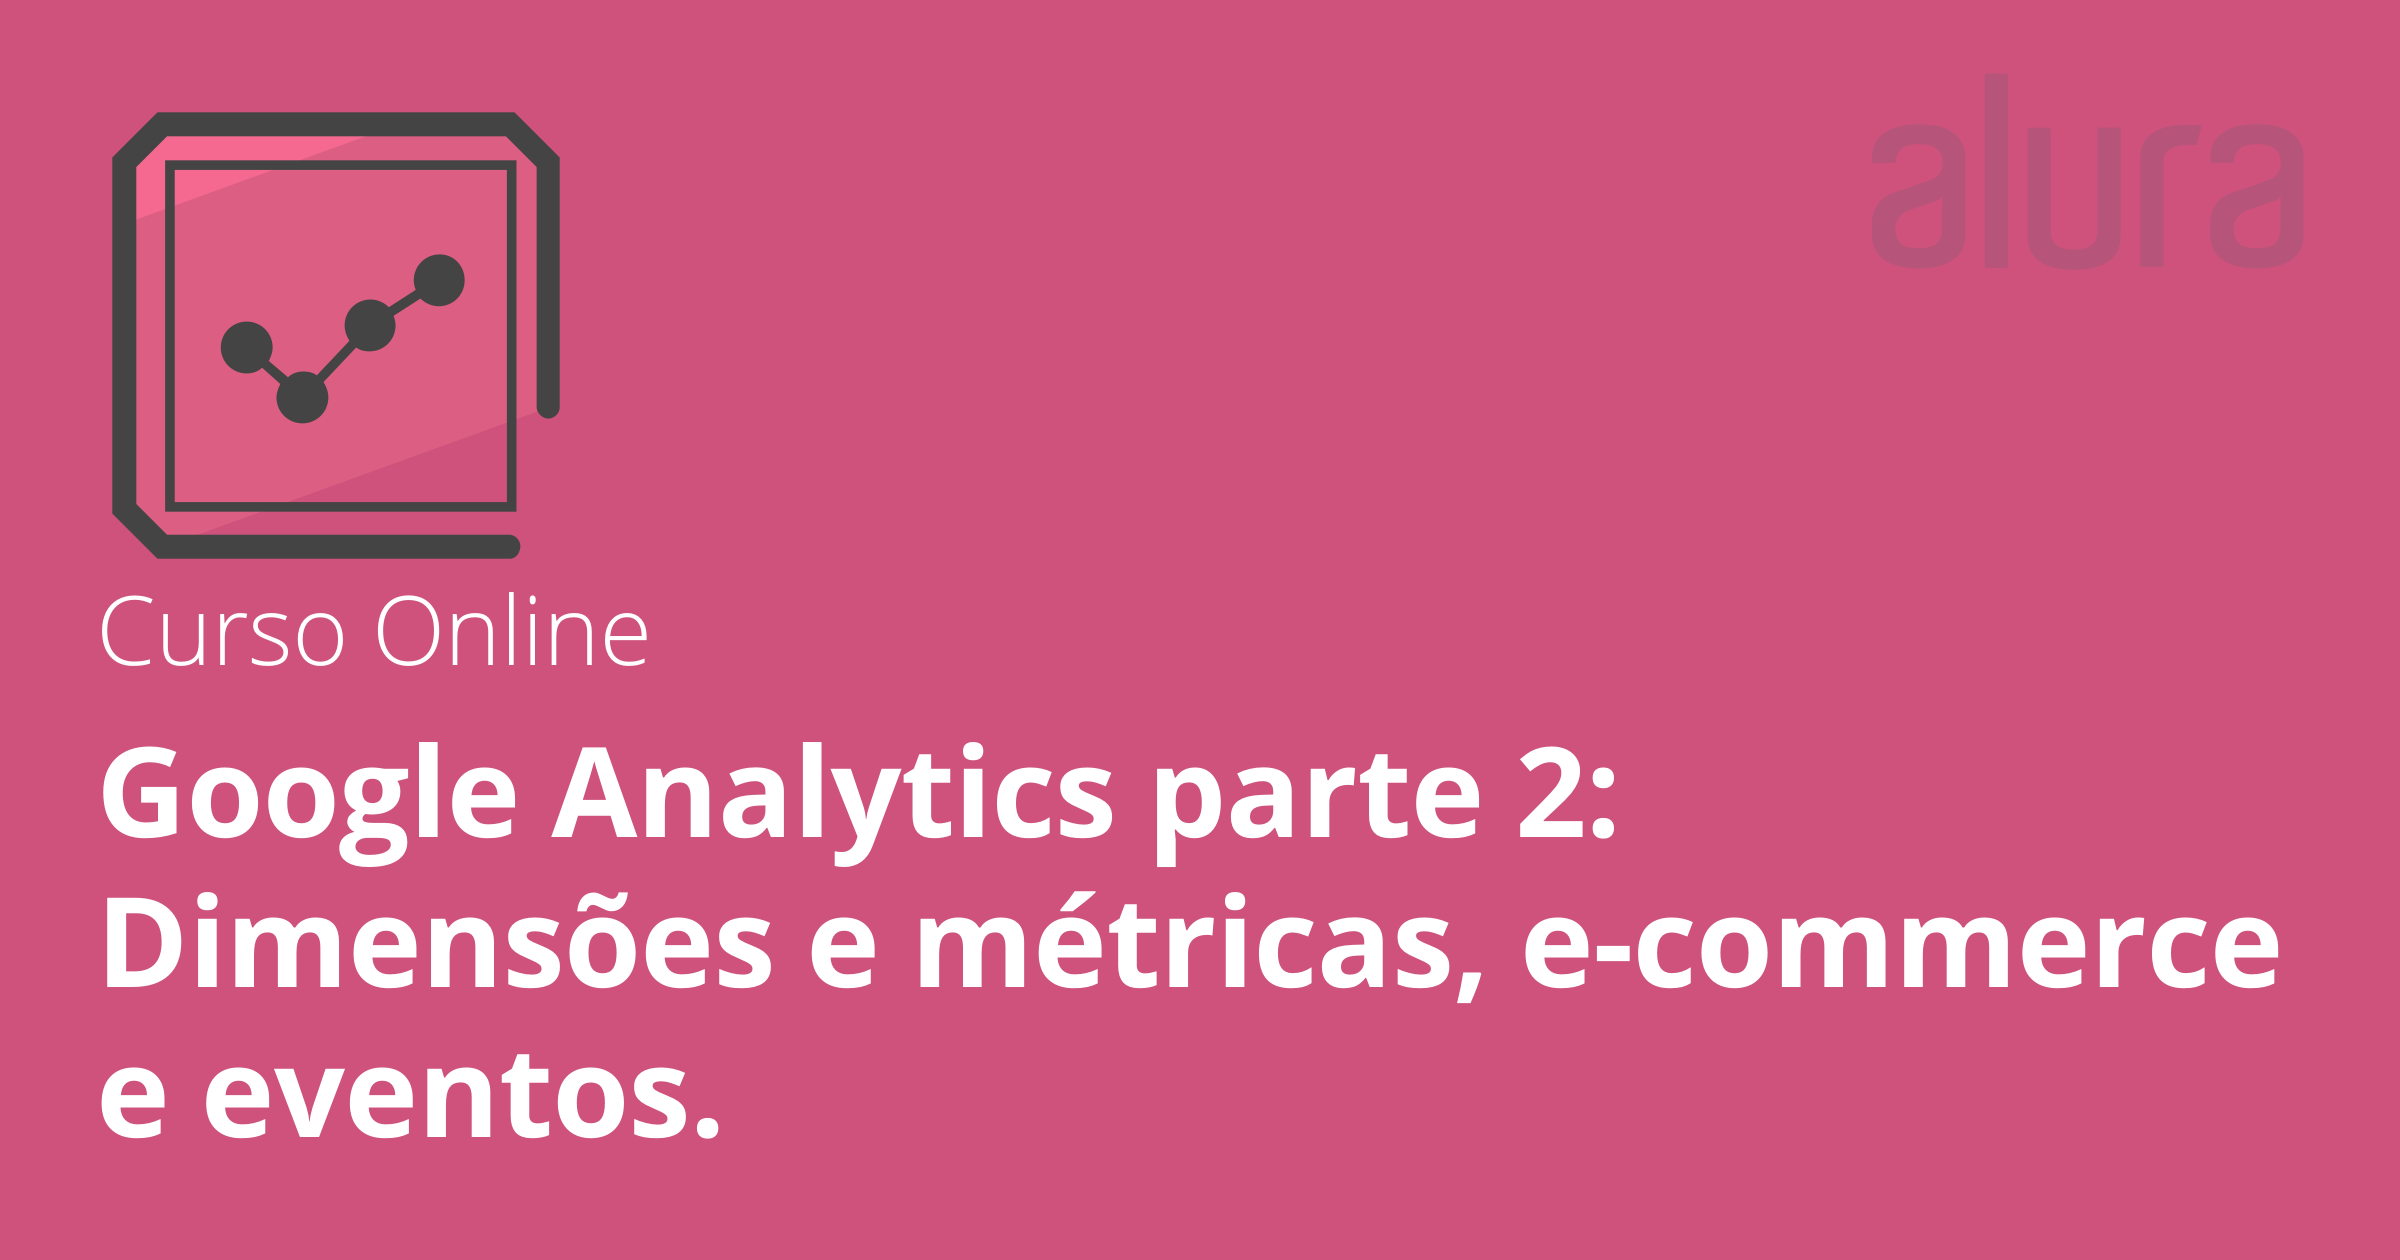 alura
Curso Online
Google Analytics parte 2:
Dimensões e métricas, e-commerce
e eventos.